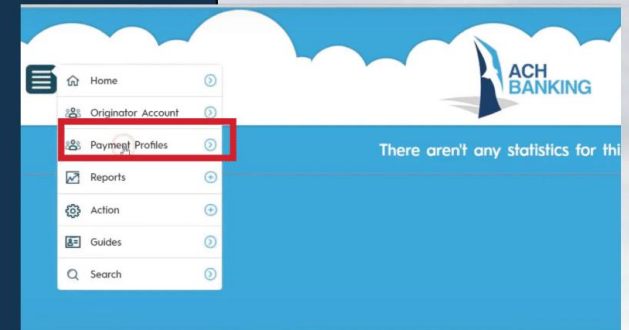 Home
Originator Account
Payment Profiles
Reports
Action
Guides
Search
ACH
BANKING
There aren't any statistics for thi